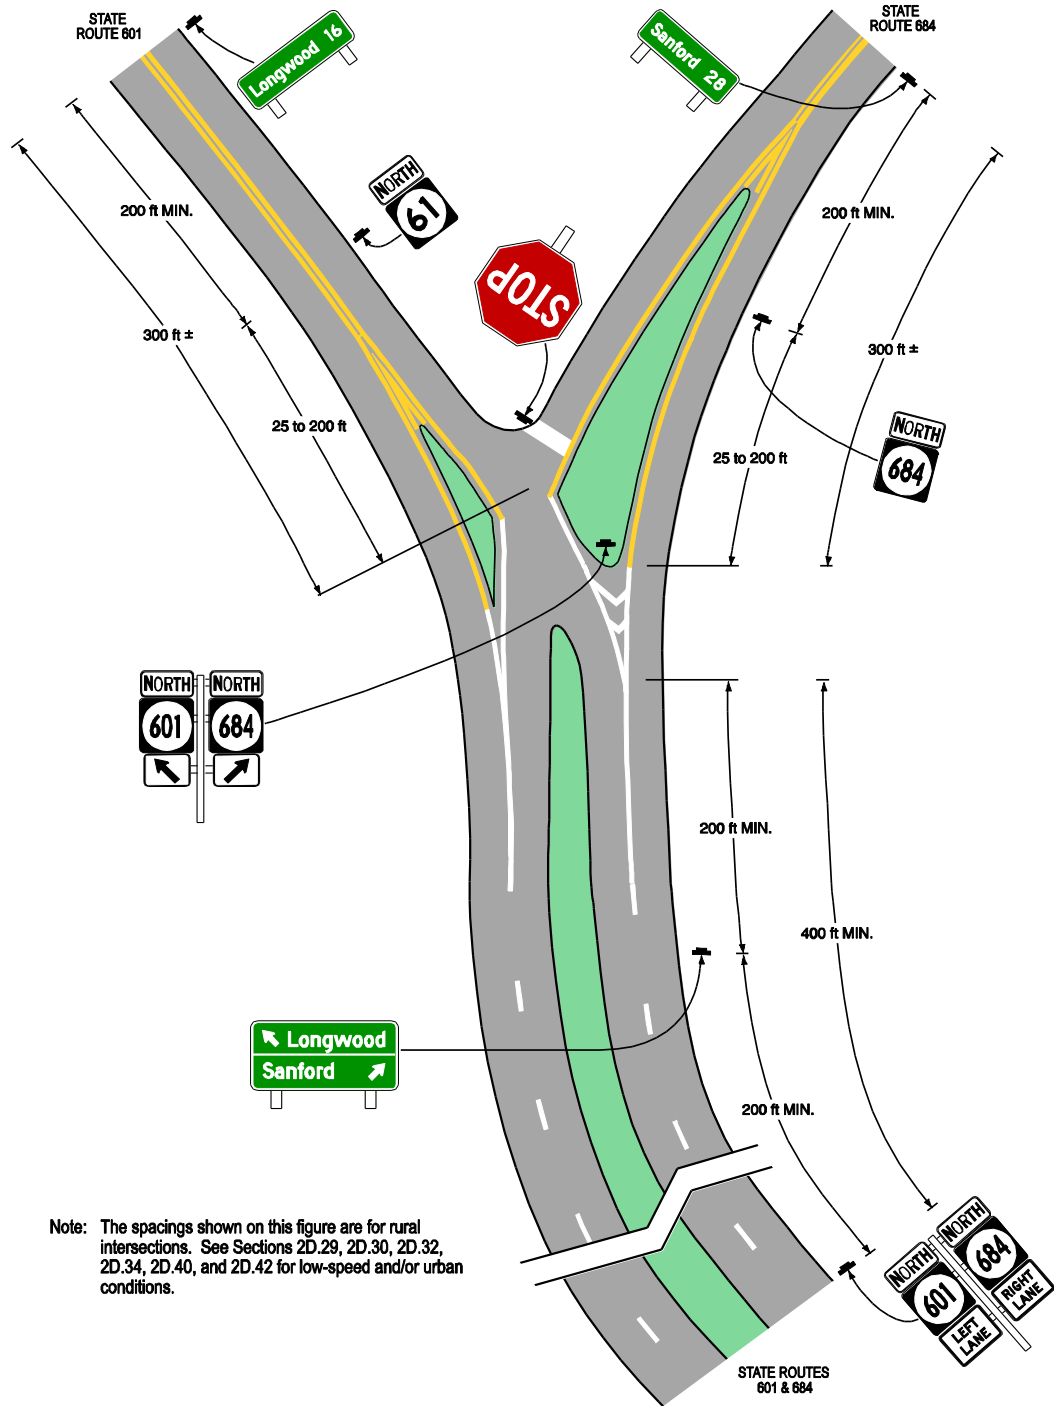 STATE
ROUTE 601
Longwood 16
Sanford 28
STATE
ROUTE 684
NORTH
61
200 ft MIN.
200 ft MIN.
STOP
300 ft ±
300 ft ±
25 to 200 ft
25 to 200 ft
NORTH
684
NORTH NORTH
601 684
200 ft MIN.
400 ft MIN.
Longwood
Sanford
200 ft MIN.
NORTH
684
RIGHT
LANE
NORTH
601
LEFT
LANE
Note: The spacings shown on this figure are for rural
intersections. See Sections 2D.29, 2D.30, 2D.32,
2D.34, 2D.40, and 2D.42 for low-speed and/or urban
conditions.
STATE ROUTES
601 & 684